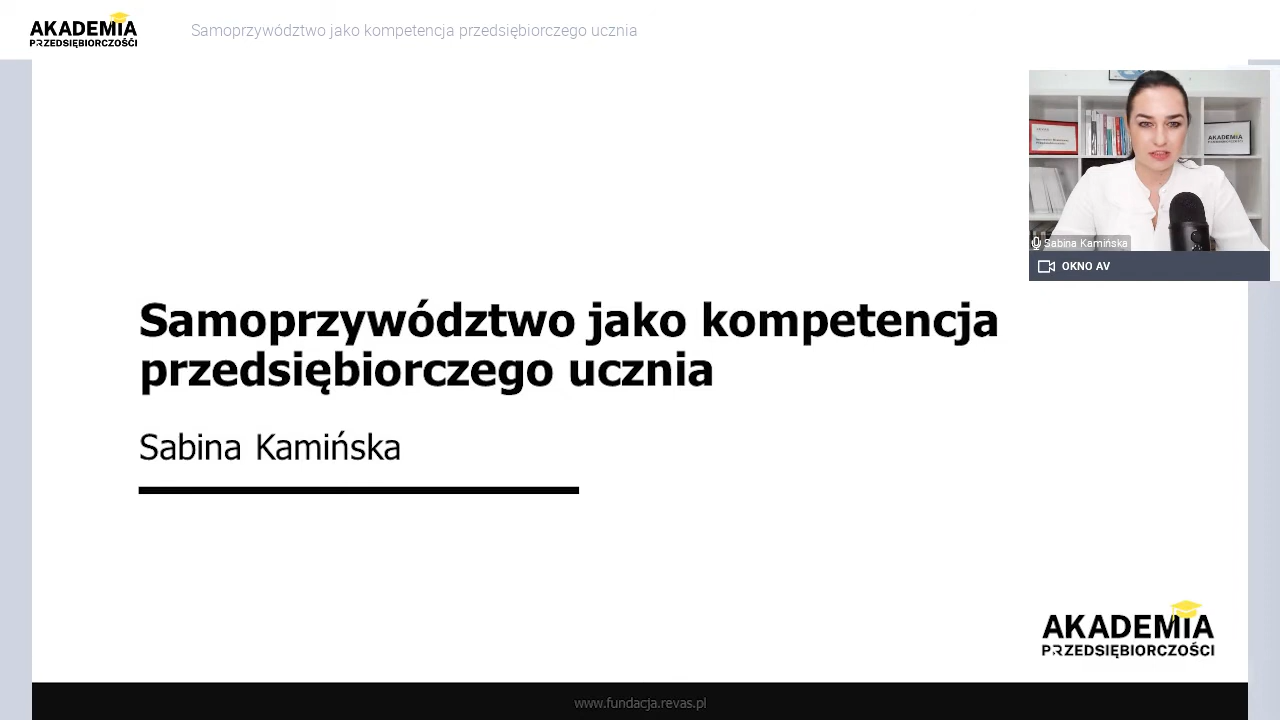 AKADEMIA
PRZEDSIĘBIORCZOŚCI
Samoprzywództwo jako kompetencja przedsiębiorczego ucznia
AKADEMIA
Sabina Kamińska
OKNO AV
Samoprzywództwo jako kompetencja
przedsiębiorczego ucznia
Sabina Kamińska
AKADEMIA
PRZEDSIĘBIORCZOŚCI
www.fundacja.revas.pl